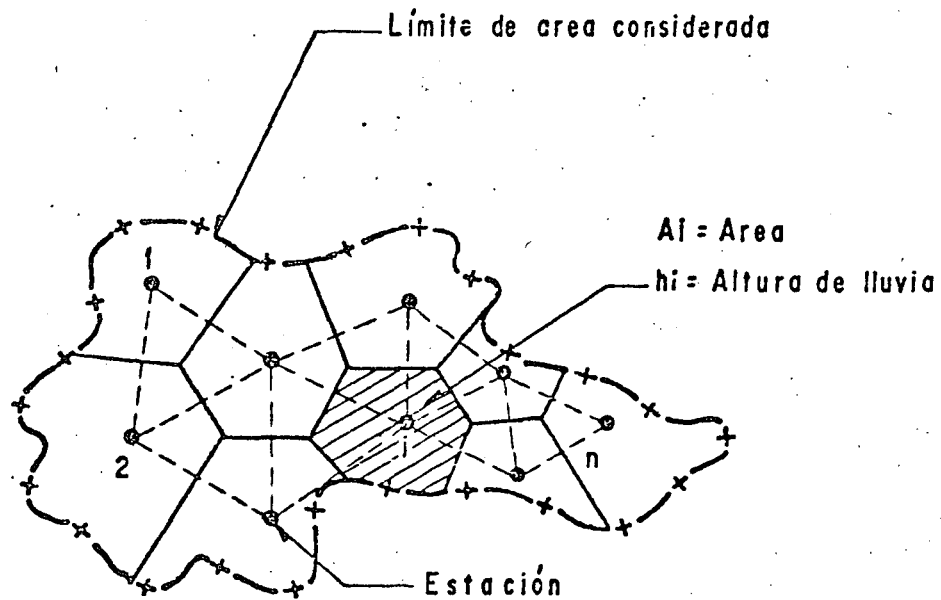 Límite de area considerada
Ai = Area
hi = Altura de lluvia
1
2
n
Estación